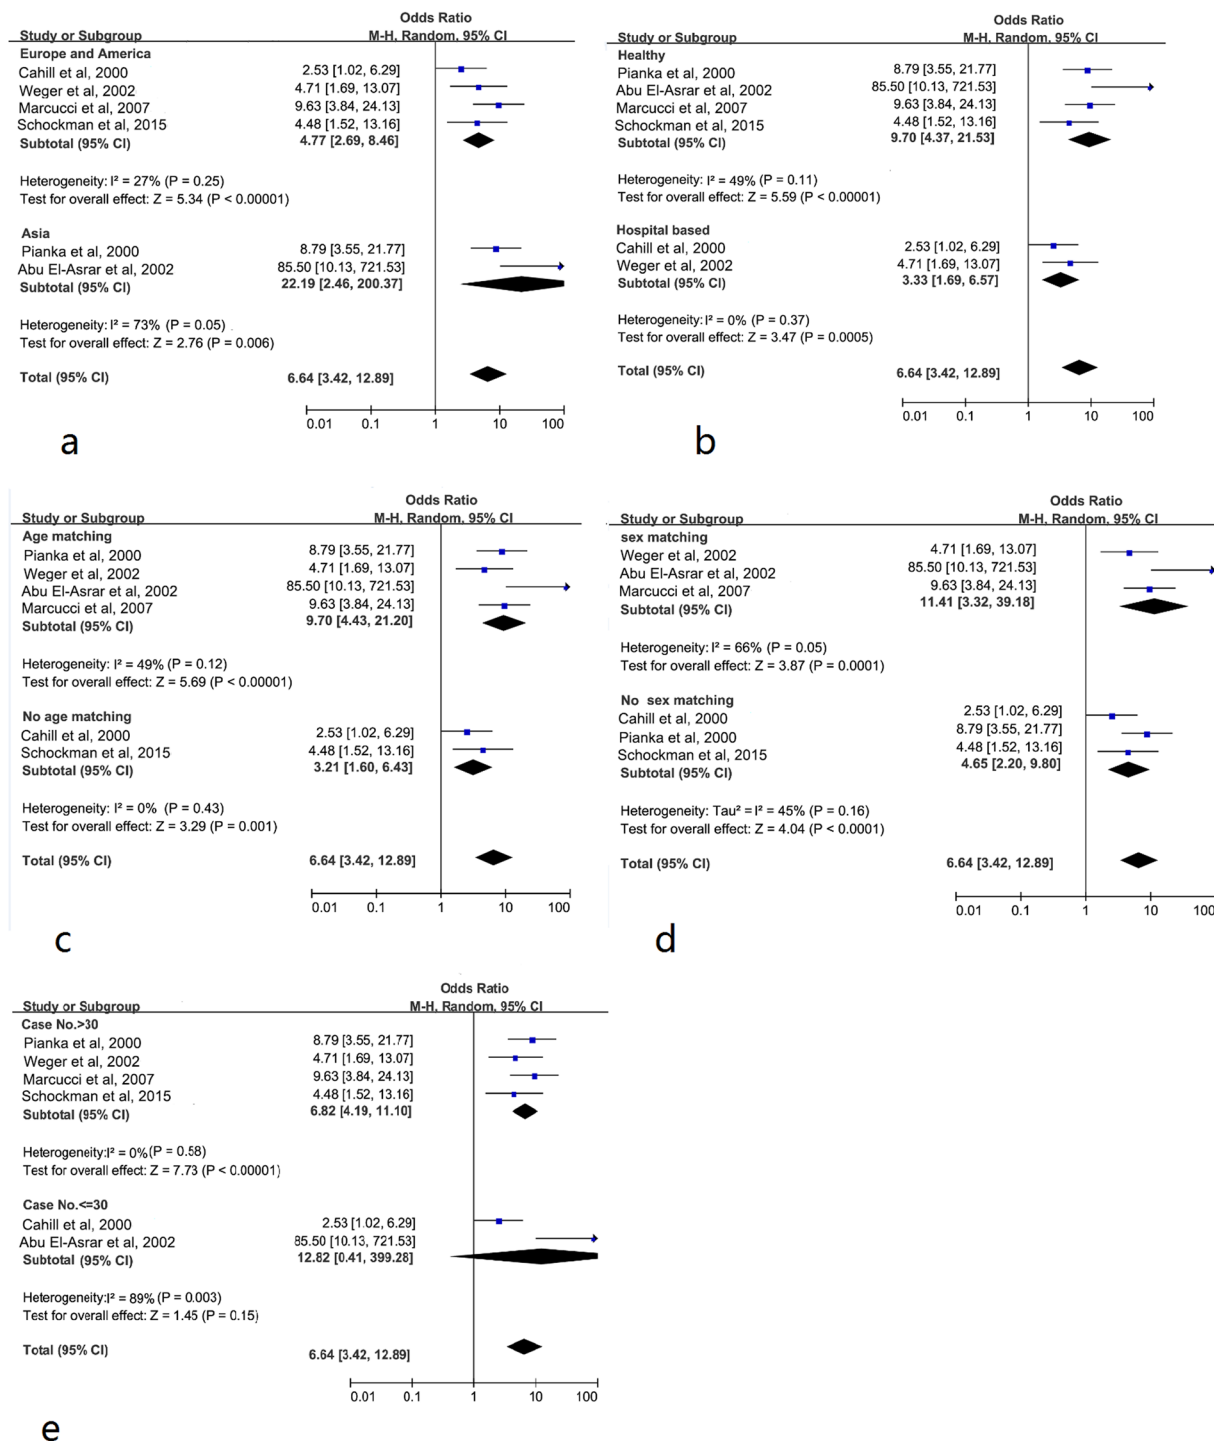 Odds Ratio
Study or Subgroup M-H, Random, 95% CI
Europe and America
Cahill et al, 2000 2.53 [1.02, 6.29]
Weger et al, 2002 4.71 [1.69, 13.07]
Marcucci et al, 2007 9.63 [3.84, 24.13]
Schockman et al, 2015 4.48 [1.52, 13.16]
Subtotal (95% CI) 4.77 [2.69, 8.46]
Heterogeneity: I² = 27% (P = 0.25)
Test for overall effect: Z = 5.34 (P < 0.00001)
Asia
Pianka et al, 2000 8.79 [3.55, 21.77]
Abu El-Asrar et al, 2002 85.50 [10.13, 721.53]
Subtotal (95% CI) 22.19 [2.46, 200.37]
Heterogeneity: I² = 73% (P = 0.05)
Test for overall effect: Z = 2.76 (P = 0.006)
Total (95% CI) 6.64 [3.42, 12.89]
0.01 0.1 1 10 100
a
Odds Ratio
Study or Subgroup M-H, Random, 95% CI
Healthy
Pianka et al, 2000 8.79 [3.55, 21.77]
Abu El-Asrar et al, 2002 85.50 [10.13, 721.53]
Marcucci et al, 2007 9.63 [3.84, 24.13]
Schockman et al, 2015 4.48 [1.52, 13.16]
Subtotal (95% CI) 9.70 [4.37, 21.53]
Heterogeneity: I² = 49% (P = 0.11)
Test for overall effect: Z = 5.59 (P < 0.00001)
Hospital based
Cahill et al, 2000 2.53 [1.02, 6.29]
Weger et al, 2002 4.71 [1.69, 13.07]
Subtotal (95% CI) 3.33 [1.69, 6.57]
Heterogeneity: I² = 0% (P = 0.37)
Test for overall effect: Z = 3.47 (P = 0.0005)
Total (95% CI) 6.64 [3.42, 12.89]
0.01 0.1 1 10 100
b
Odds Ratio
Study or Subgroup M-H, Random, 95% CI
Age matching
Pianka et al, 2000 8.79 [3.55, 21.77]
Weger et al, 2002 4.71 [1.69, 13.07]
Abu El-Asrar et al, 2002 85.50 [10.13, 721.53]
Marcucci et al, 2007 9.63 [3.84, 24.13]
Subtotal (95% CI) 9.70 [4.43, 21.20]
Heterogeneity: I² = 49% (P = 0.12)
Test for overall effect: Z = 5.69 (P < 0.00001)
No age matching
Cahill et al, 2000 2.53 [1.02, 6.29]
Schockman et al, 2015 4.48 [1.52, 13.16]
Subtotal (95% CI) 3.21 [1.60, 6.43]
Heterogeneity: I² = 0% (P = 0.43)
Test for overall effect: Z = 3.29 (P = 0.001)
Total (95% CI) 6.64 [3.42, 12.89]
0.01 0.1 1 10 100
c
Odds Ratio
Study or Subgroup M-H, Random, 95% CI
sex matching
Weger et al, 2002 4.71 [1.69, 13.07]
Abu El-Asrar et al, 2002 85.50 [10.13, 721.53]
Marcucci et al, 2007 9.63 [3.84, 24.13]
Subtotal (95% CI) 11.41 [3.32, 39.18]
Heterogeneity: I² = 66% (P = 0.05)
Test for overall effect: Z = 3.87 (P = 0.0001)
No sex matching
Cahill et al, 2000 2.53 [1.02, 6.29]
Pianka et al, 2000 8.79 [3.55, 21.77]
Schockman et al, 2015 4.48 [1.52, 13.16]
Subtotal (95% CI) 4.65 [2.20, 9.80]
Heterogeneity: Tau² = I² = 45% (P = 0.16)
Test for overall effect: Z = 4.04 (P < 0.0001)
Total (95% CI) 6.64 [3.42, 12.89]
0.01 0.1 1 10 100
d
Odds Ratio
Study or Subgroup M-H, Random, 95% CI
Case No.>30
Pianka et al, 2000 8.79 [3.55, 21.77]
Weger et al, 2002 4.71 [1.69, 13.07]
Marcucci et al, 2007 9.63 [3.84, 24.13]
Schockman et al, 2015 4.48 [1.52, 13.16]
Subtotal (95% CI) 6.82 [4.19, 11.10]
Heterogeneity:I² = 0%(P = 0.58)
Test for overall effect: Z = 7.73 (P < 0.00001)
Case No.<=30
Cahill et al, 2000 2.53 [1.02, 6.29]
Abu El-Asrar et al, 2002 85.50 [10.13, 721.53]
Subtotal (95% CI) 12.82 [0.41, 399.28]
Heterogeneity:I² = 89% (P = 0.003)
Test for overall effect: Z = 1.45 (P = 0.15)
Total (95% CI) 6.64 [3.42, 12.89]
0.01 0.1 1 10 100
e